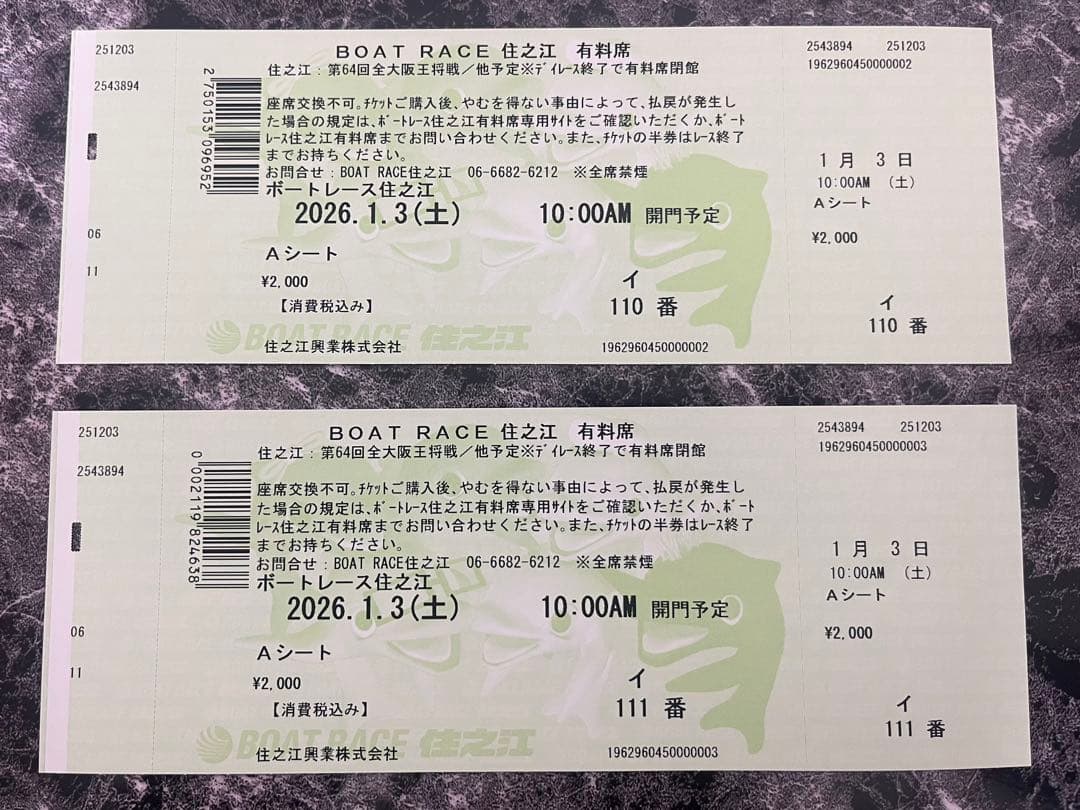 251203
2543894
06
11
2 750153 096952
BOAT RACE 住之江 有料席
住之江：第64回全大阪王将戦／他予定※ﾃﾞｲﾚｰｽ終了で有料席閉館
座席交換不可。ﾁｹｯﾄご購入後、やむを得ない事由によって、払戻が発生し
た場合の規定は、ﾎﾞｰﾄﾚｰｽ住之江有料席専用ｻｲﾄをご確認いただくか、ﾎﾞｰﾄ
ﾚｰｽ住之江有料席までお問い合わせください。また、ﾁｹｯﾄの半券はﾚｰｽ終了
までお持ちください。
お問合せ：BOAT RACE住之江 06-6682-6212 ※全席禁煙
ボートレース住之江
2026.1.3(土) 10:00AM 開門予定
Aシート
¥2,000
【消費税込み】
イ
110 番
BOAT RACE 住之江
住之江興業株式会社 1962960450000002
2543894 251203
1962960450000002
1月 3日
10:00AM (土)
Aシート
¥2,000
イ
110 番
251203
2543894
06
11
0 002119 824638
BOAT RACE 住之江 有料席
住之江：第64回全大阪王将戦／他予定※ﾃﾞｲﾚｰｽ終了で有料席閉館
座席交換不可。ﾁｹｯﾄご購入後、やむを得ない事由によって、払戻が発生し
た場合の規定は、ﾎﾞｰﾄﾚｰｽ住之江有料席専用ｻｲﾄをご確認いただくか、ﾎﾞｰﾄ
ﾚｰｽ住之江有料席までお問い合わせください。また、ﾁｹｯﾄの半券はﾚｰｽ終了
までお持ちください。
お問合せ：BOAT RACE住之江 06-6682-6212 ※全席禁煙
ボートレース住之江
2026.1.3(土) 10:00AM 開門予定
Aシート
¥2,000
【消費税込み】
イ
111 番
BOAT RACE 住之江
住之江興業株式会社 1962960450000003
2543894 251203
1962960450000003
1月 3日
10:00AM (土)
Aシート
¥2,000
イ
111 番